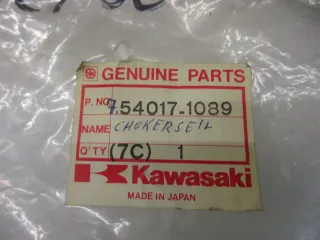 GENUINE PARTS
P. NO. 54017-1089
NAME CHOKERSEIL
Q'TY (7C) 1
Kawasaki
MADE IN JAPAN